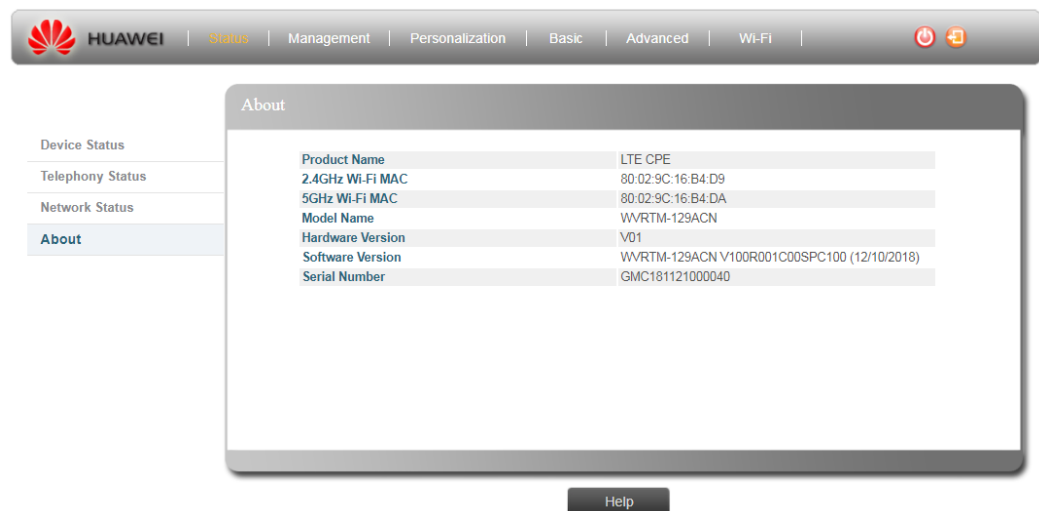 HUAWEI | Status | Management | Personalization | Basic | Advanced | Wi-Fi |
About
Device Status
Telephony Status
Network Status
About
Product Name LTE CPE
2.4GHz Wi-Fi MAC 80:02:9C:16:B4:D9
5GHz Wi-Fi MAC 80:02:9C:16:B4:DA
Model Name WVRTM-129ACN
Hardware Version V01
Software Version WVRTM-129ACN V100R001C00SPC100 (12/10/2018)
Serial Number GMC181121000040
Help